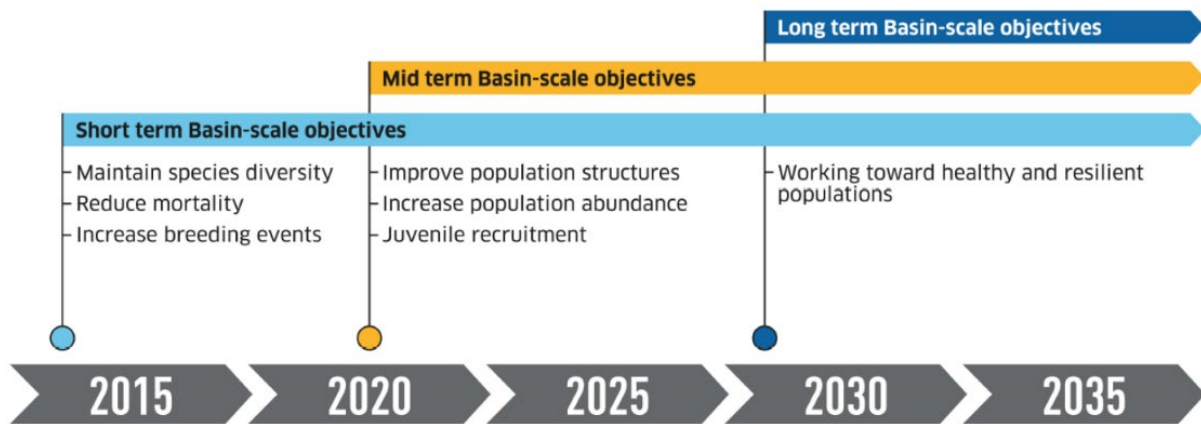 Long term Basin-scale objectives
Mid term Basin-scale objectives
Short term Basin-scale objectives
Maintain species diversity
Reduce mortality
Increase breeding events
Improve population structures
Increase population abundance
Juvenile recruitment
Working toward healthy and resilient
populations
2015
2020
2025
2030
2035